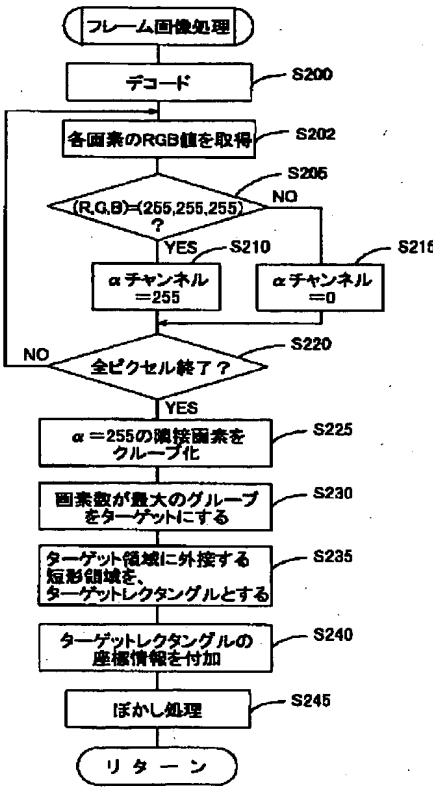 フレーム画像処理
デコード
S200
各画素のRGB値を取得
S202
(R,G,B)=(255,255,255)
?
S205
NO
YES
S210
αチャンネル
=255
S215
αチャンネル
=0
S220
全ピクセル終了?
NO
YES
α=255の隣接画素を
クループ化
S225
画素数が最大のグループ
をターゲットにする
S230
ターゲット領域に外接する
短形領域を、
ターゲットレクタングルとする
S235
ターゲットレクタングルの
座標情報を付加
S240
ぼかし処理
S245
リターン